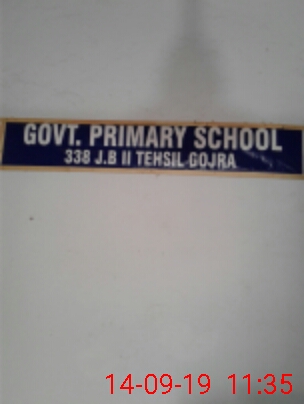 GOVT. PRIMARY SCHOOL
338 J.B II TEHSIL GOJRA
14-09-19 11:35